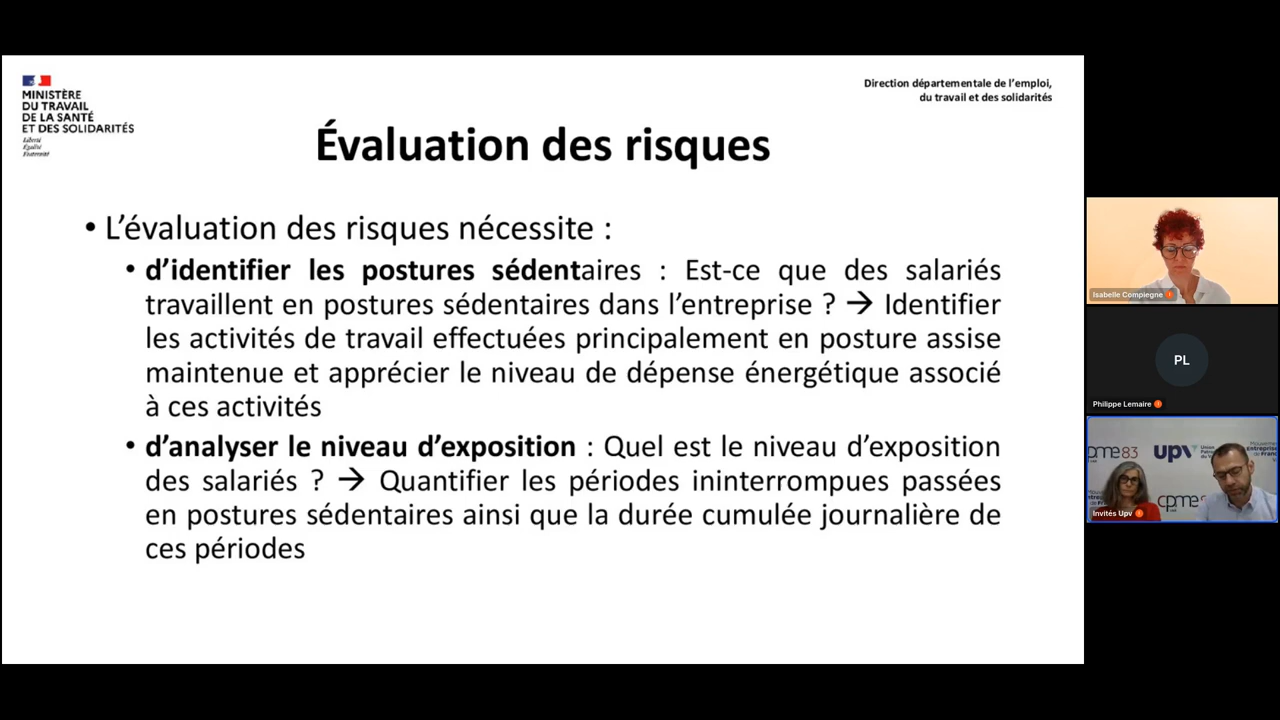 MINISTÈRE
DU TRAVAIL
DE LA SANTÉ
ET DES SOLIDARITÉS
Liberté
Égalité
Fraternité
Direction départementale de l’emploi,
du travail et des solidarités
Évaluation des risques
• L’évaluation des risques nécessite :
• d’identifier les postures sédentaires : Est-ce que des salariés
travaillent en postures sédentaires dans l’entreprise ? → Identifier
les activités de travail effectuées principalement en posture assise
maintenue et apprécier le niveau de dépense énergétique associé
à ces activités
• d’analyser le niveau d’exposition : Quel est le niveau d’exposition
des salariés ? → Quantifier les périodes ininterrompues passées
en postures sédentaires ainsi que la durée cumulée journalière de
ces périodes
Isabelle Compiegne
PL
Philippe Lemaire
pme83
upv
cpme
Invités Upv